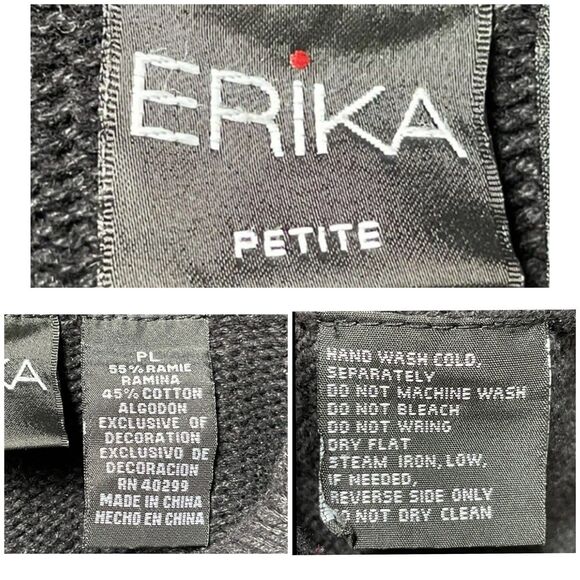 ERiKA
PETITE
KA
PL
55% RAMIE
RAMINA
45% COTTON
ALGODON
EXCLUSIVE OF
DECORATION
EXCLUSIVO DE
DECORACION
RN 40299
MADE IN CHINA
HECHO EN CHINA
HAND WASH COLD,
SEPARATELY
DO NOT MACHINE WASH
DO NOT BLEACH
DO NOT WRING
DRY FLAT
STEAM IRON, LOW,
IF NEEDED,
REVERSE SIDE ONLY
DO NOT DRY CLEAN